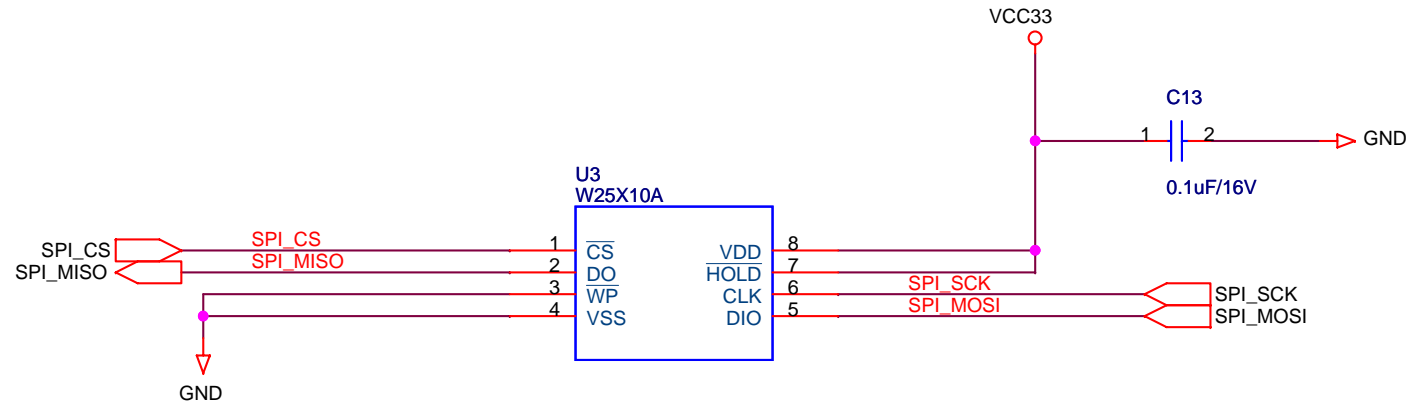 VCC33
C13
1 2
GND
0.1uF/16V
U3
W25X10A
SPI_CS SPI_CS 1 CS VDD 8
SPI_MISO SPI_MISO 2 DO HOLD 7
3 WP CLK 6 SPI_SCK SPI_SCK
4 VSS DIO 5 SPI_MOSI SPI_MOSI
GND